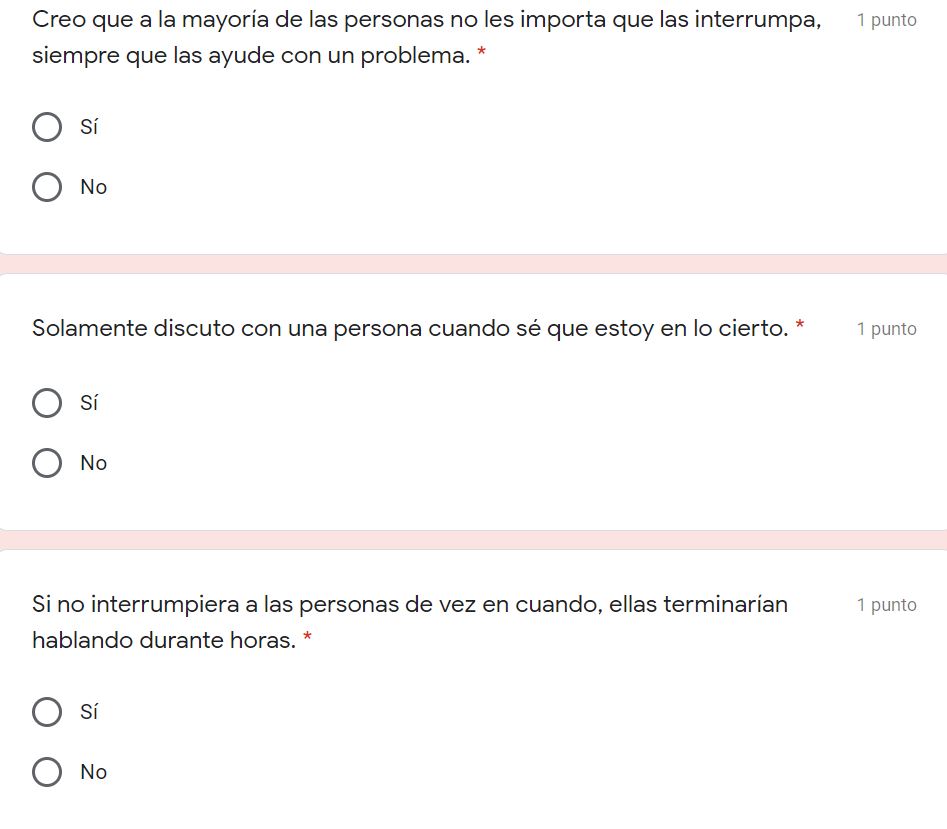 Creo que a la mayoría de las personas no les importa que las interrumpa, 1 punto
siempre que las ayude con un problema. *
Sí
No
Solamente discuto con una persona cuando sé que estoy en lo cierto. * 1 punto
Sí
No
Si no interrumpiera a las personas de vez en cuando, ellas terminarían 1 punto
hablando durante horas. *
Sí
No